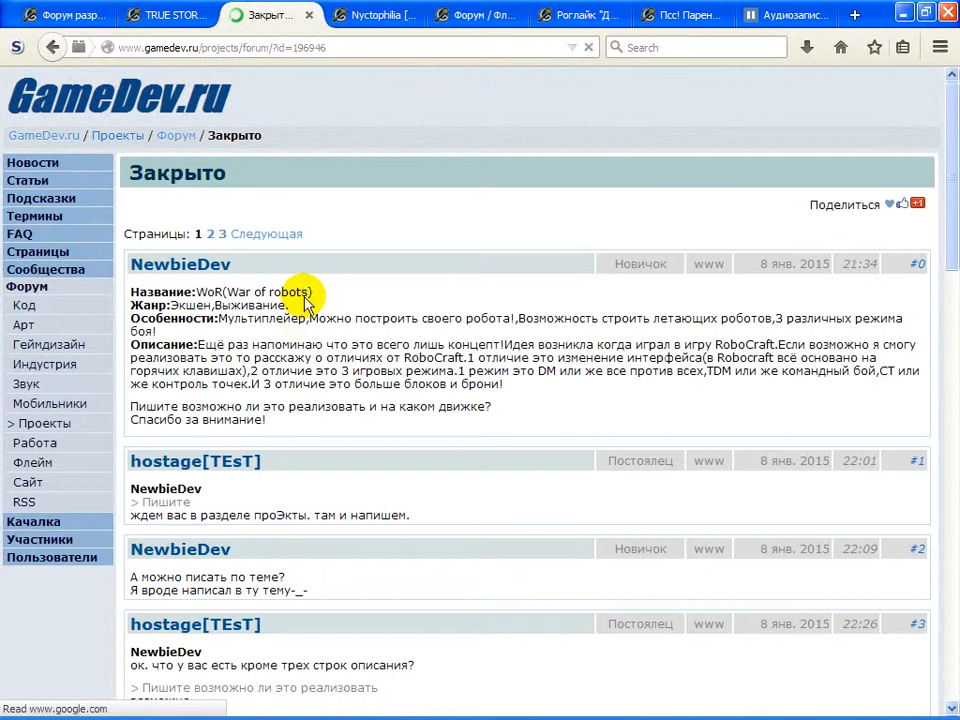 Форум разр...
TRUE STOR...
Закрыт...
Nyctophilia [...
Форум / Фл...
Роглайк "Д...
Псс! Парен...
Аудиозапис...
www.gamedev.ru/projects/forum/?id=196946
Search
GameDev.ru
GameDev.ru / Проекты / Форум / Закрыто
Новости
Статьи
Подсказки
Термины
FAQ
Страницы
Сообщества
Форум
Код
Арт
Геймдизайн
Индустрия
Звук
Мобильники
> Проекты
Работа
Флейм
Сайт
RSS
Качалка
Участники
Пользователи
Закрыто
Поделиться +1
Страницы: 1 2 3 Следующая
NewbieDev Новичок www 8 янв. 2015 21:34 #0
Название:WoR(War of robots)
Жанр:Экшен,Выживание.
Особенности:Мультиплейер,Можно построить своего робота!,Возможность строить летающих роботов,3 различных режима
боя!
Описание:Ещё раз напоминаю что это всего лишь концепт!Идея возникла когда играл в игру RoboCraft.Если возможно я смогу
реализовать это то расскажу о отличиях от RoboCraft.1 отличие это изменение интерфейса(в Robocraft всё основано на
горячих клавишах),2 отличие это 3 игровых режима.1 режим это DM или же все против всех,TDM или же командный бой,CT или
же контроль точек.И 3 отличие это больше блоков и брони!
Пишите возможно ли это реализовать и на каком движке?
Спасибо за внимание!
hostage[TEsT] Постоялец www 8 янв. 2015 22:01 #1
NewbieDev
> Пишите
ждем вас в разделе проЭкты. там и напишем.
NewbieDev Новичок www 8 янв. 2015 22:09 #2
А можно писать по теме?
Я вроде написал в ту тему-_-
hostage[TEsT] Постоялец www 8 янв. 2015 22:26 #3
NewbieDev
ок. что у вас есть кроме трех строк описания?
> Пишите возможно ли это реализовать
Read www.google.com